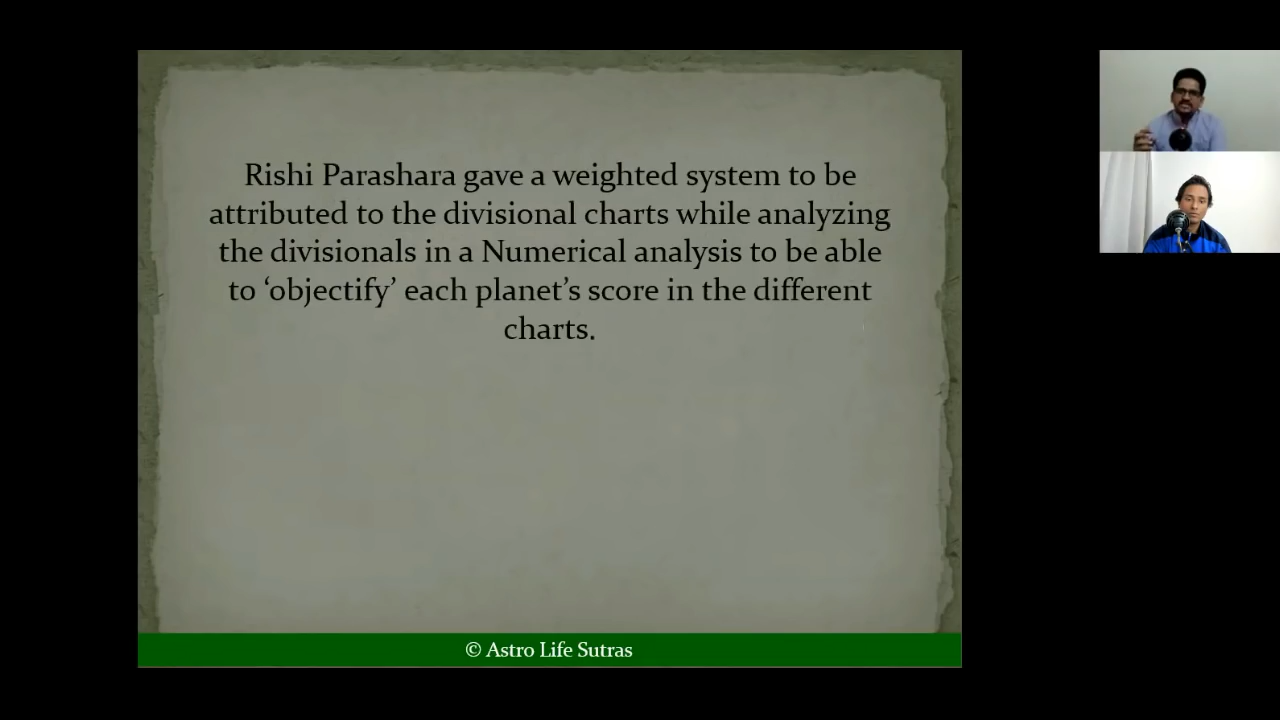 Rishi Parashara gave a weighted system to be
attributed to the divisional charts while analyzing
the divisionals in a Numerical analysis to be able
to ‘objectify’ each planet’s score in the different
charts.
© Astro Life Sutras